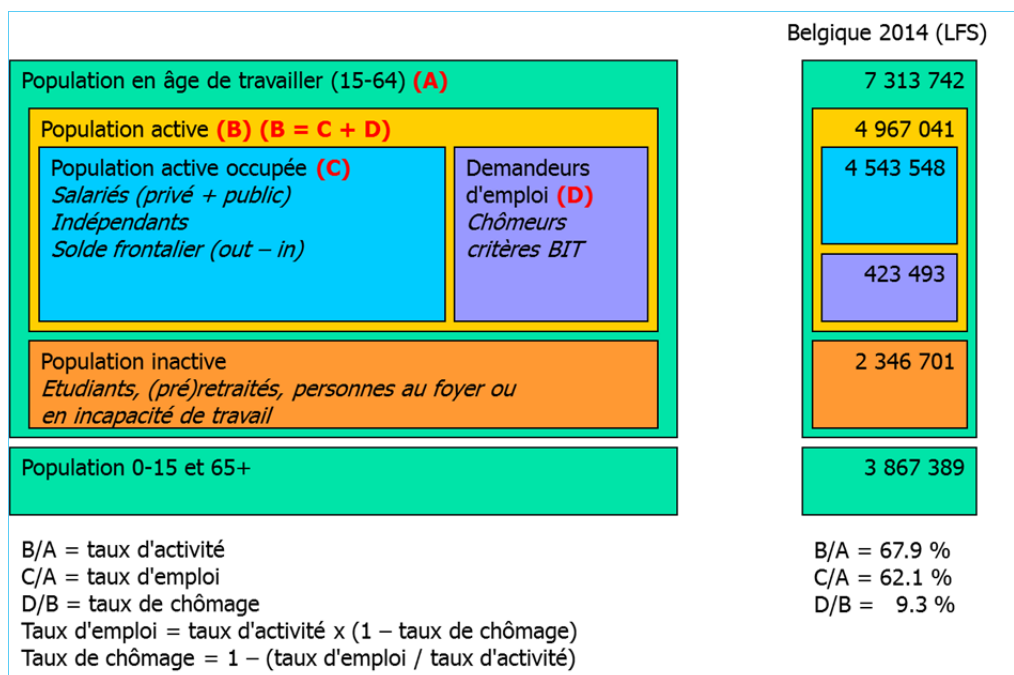 Belgique 2014 (LFS)
Population en âge de travailler (15-64) (A)
7 313 742
Population active (B) (B = C + D)
4 967 041
Population active occupée (C)
Salariés (privé + public)
Indépendants
Solde frontalier (out – in)
Demandeurs
d'emploi (D)
Chômeurs
critères BIT
4 543 548
423 493
Population inactive
Etudiants, (pré)retraités, personnes au foyer ou
en incapacité de travail
2 346 701
Population 0-15 et 65+
3 867 389
B/A = taux d'activité
C/A = taux d'emploi
D/B = taux de chômage
Taux d'emploi = taux d'activité x (1 – taux de chômage)
Taux de chômage = 1 – (taux d'emploi / taux d'activité)
B/A = 67.9 %
C/A = 62.1 %
D/B = 9.3 %